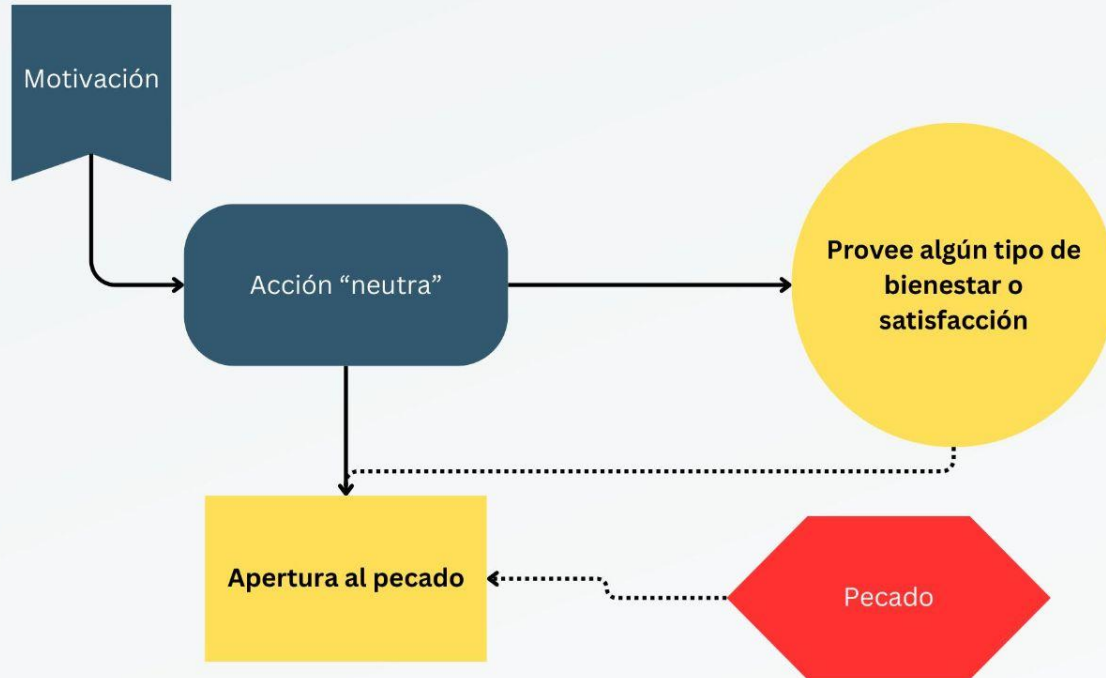 Motivación
Acción “neutra”
Provee algún tipo de
bienestar o
satisfacción
Apertura al pecado
Pecado